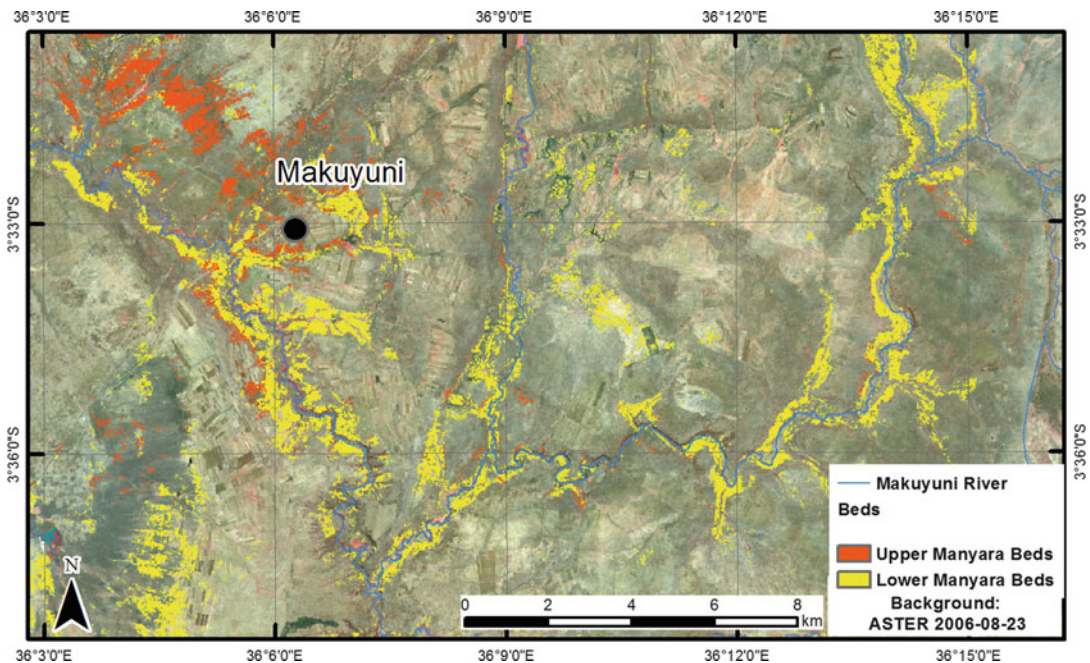 36°3'0"E 36°6'0"E 36°9'0"E 36°12'0"E 36°15'0"E
Makuyuni
3°33'0"S 3°33'0"S
3°36'0"S 3°36'0"S
Makuyuni River
Beds
Upper Manyara Beds
Lower Manyara Beds
Background:
ASTER 2006-08-23
N
0 2 4 6 8
km
36°3'0"E 36°6'0"E 36°9'0"E 36°12'0"E 36°15'0"E